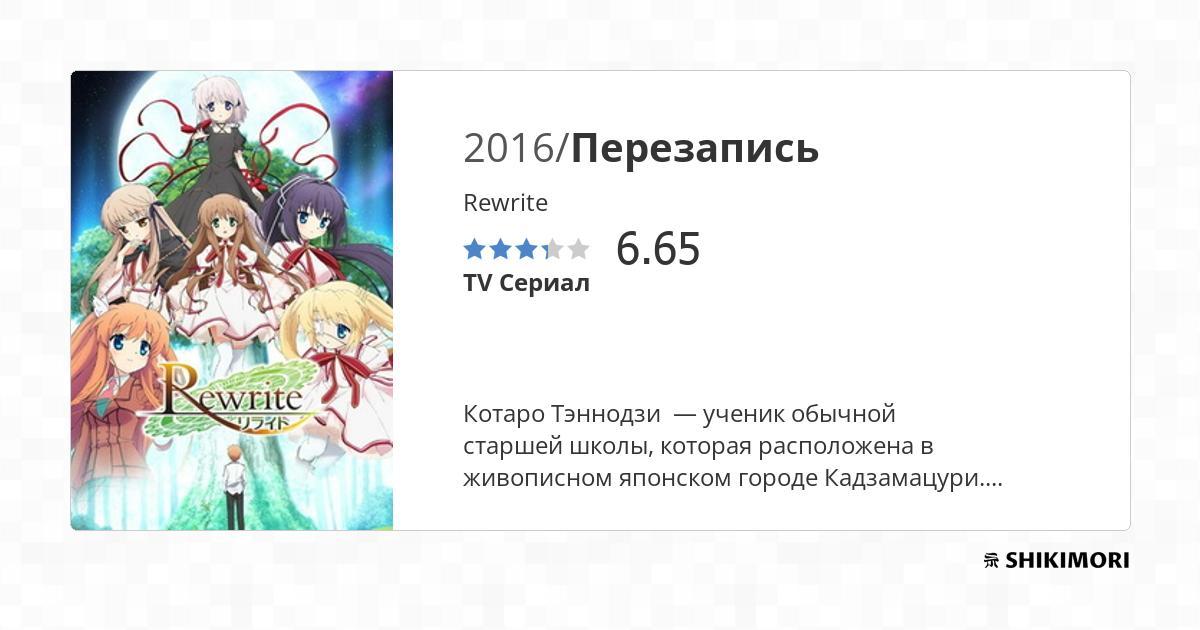 2016/Перезапись
Rewrite
6.65
TV Сериал
Котаро Тэннодзи — ученик обычной
старшей школы, которая расположена в
живописном японском городе Кадзамацури....
Rewrite
リライト
SHIKIMORI